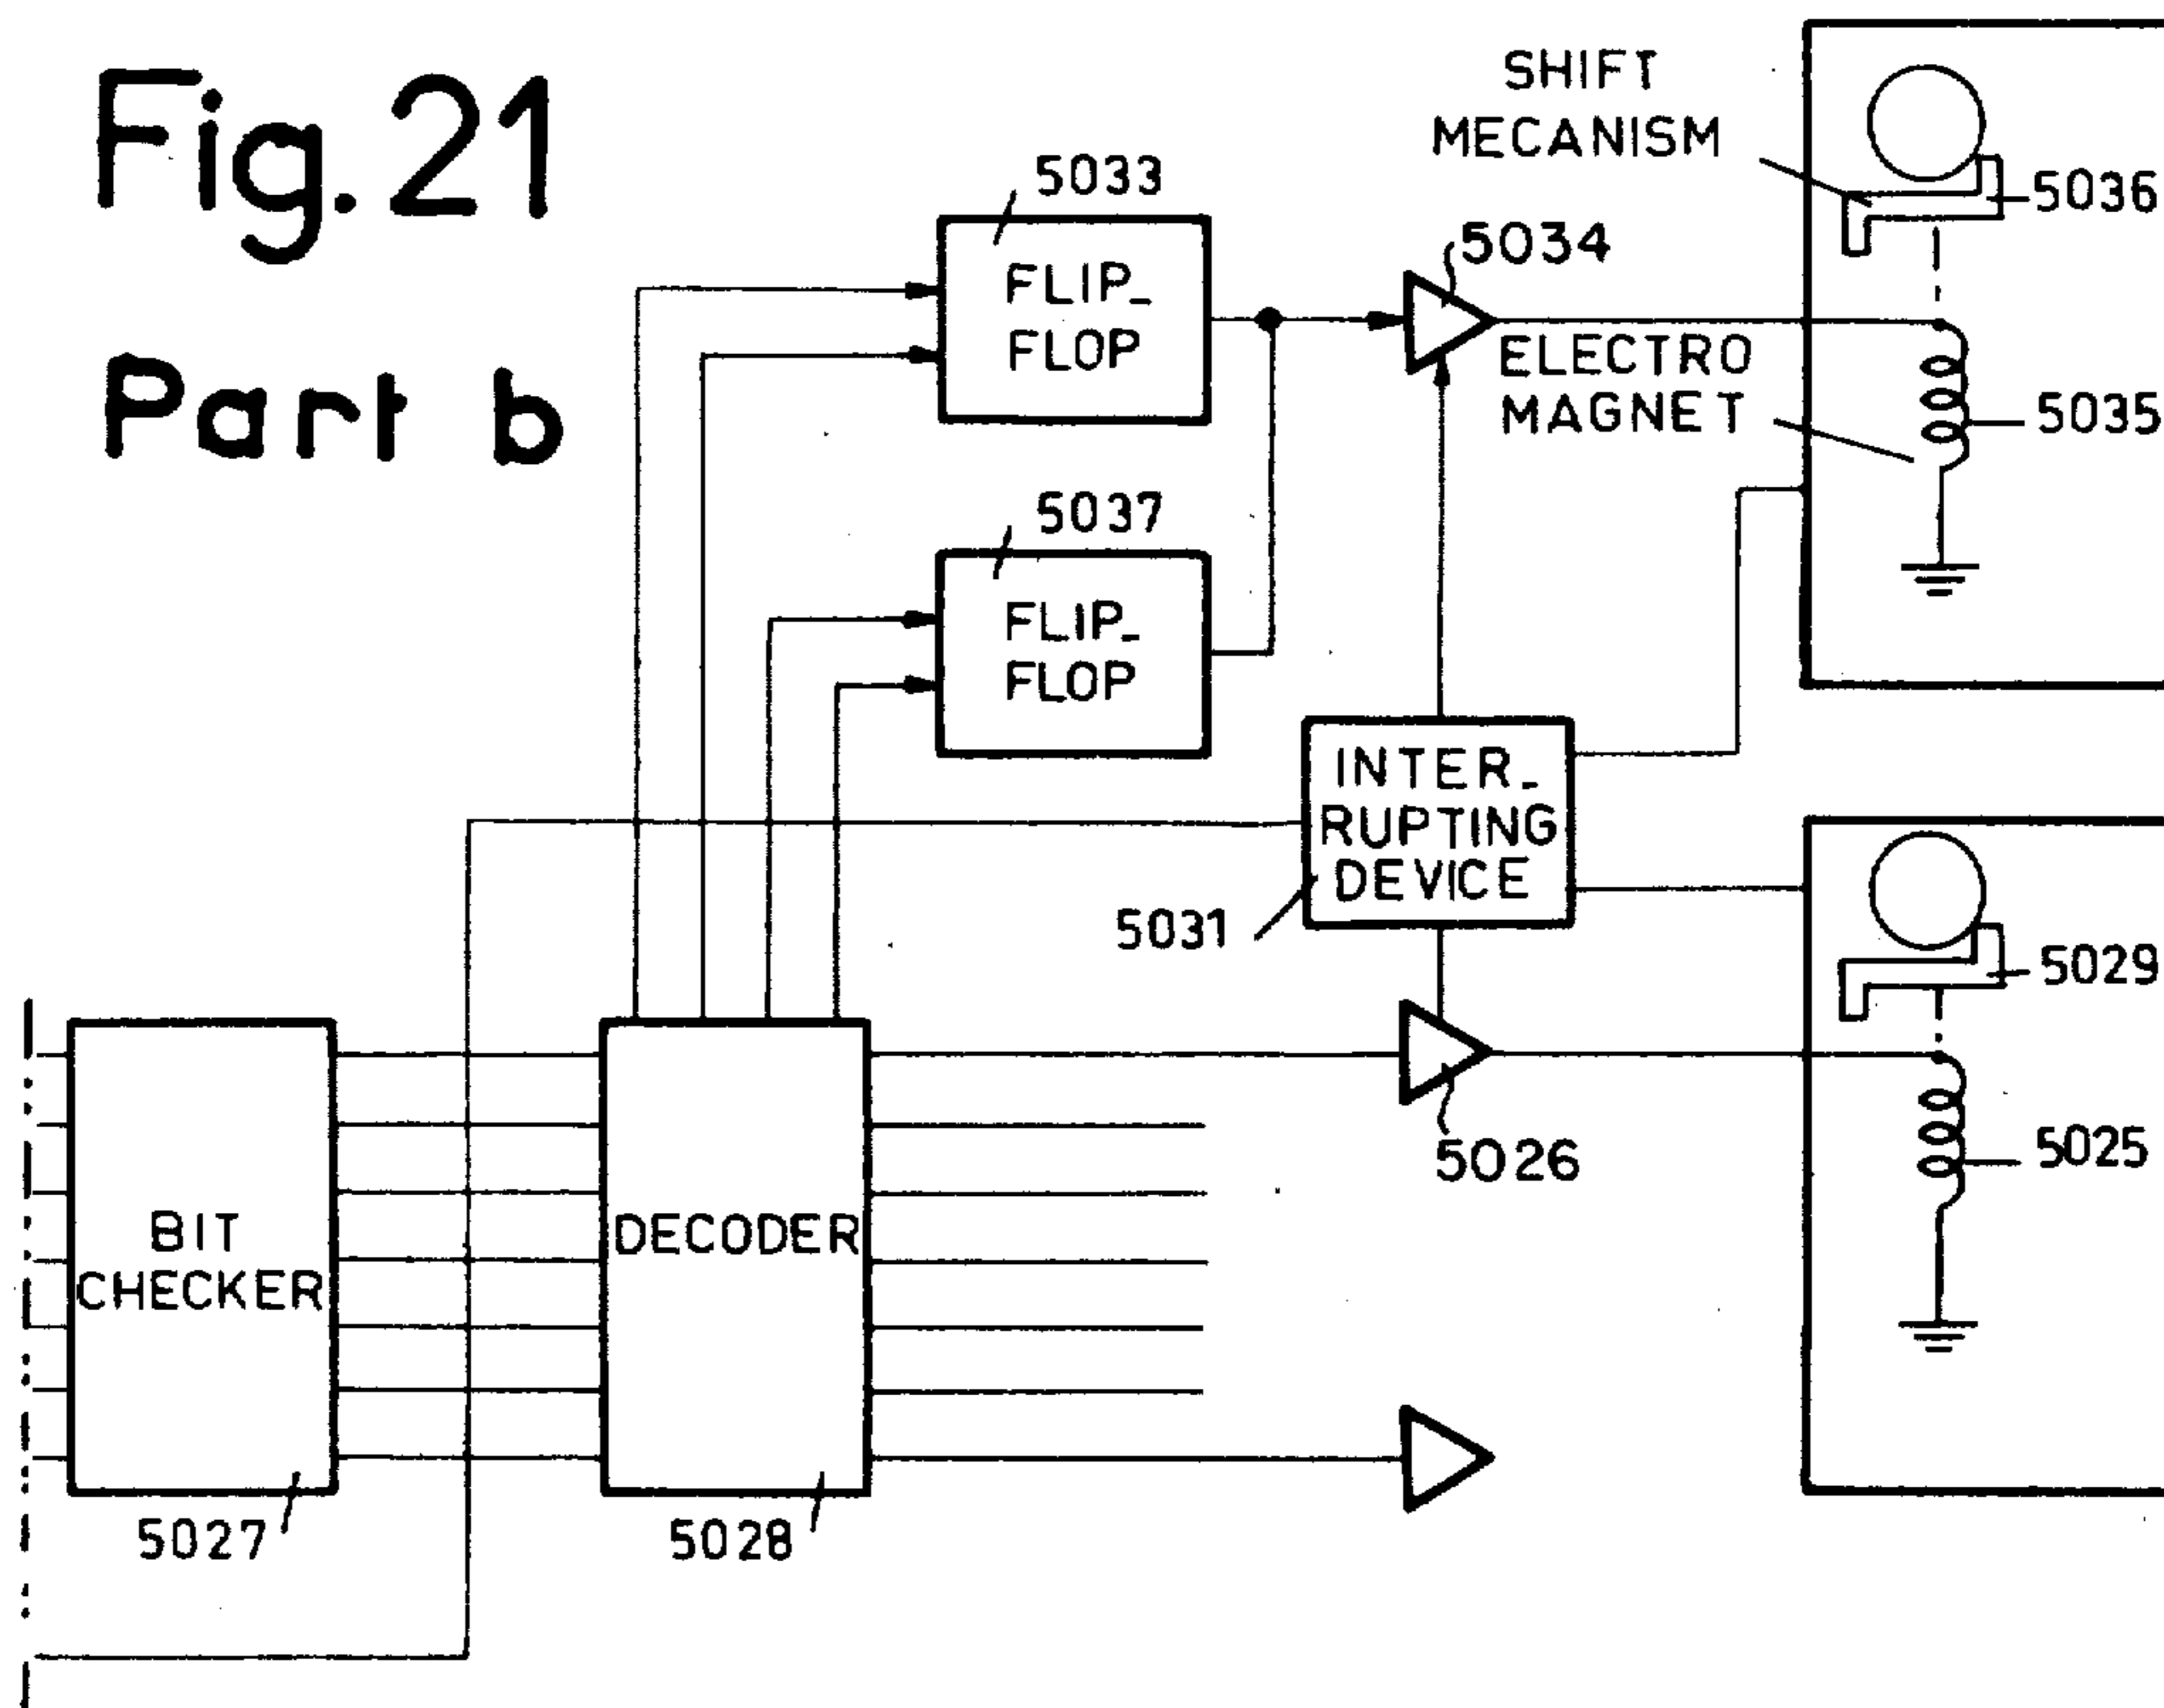 Fig.21
Part b
SHIFT
MECANISM
5036
5033
FLIP_
FLOP
5034
ELECTRO
MAGNET
5035
5037
FLIP_
FLOP
INTER_
RUPTING
DEVICE
5031
5029
5026
5025
BIT
CHECKER
DECODER
5027
5028